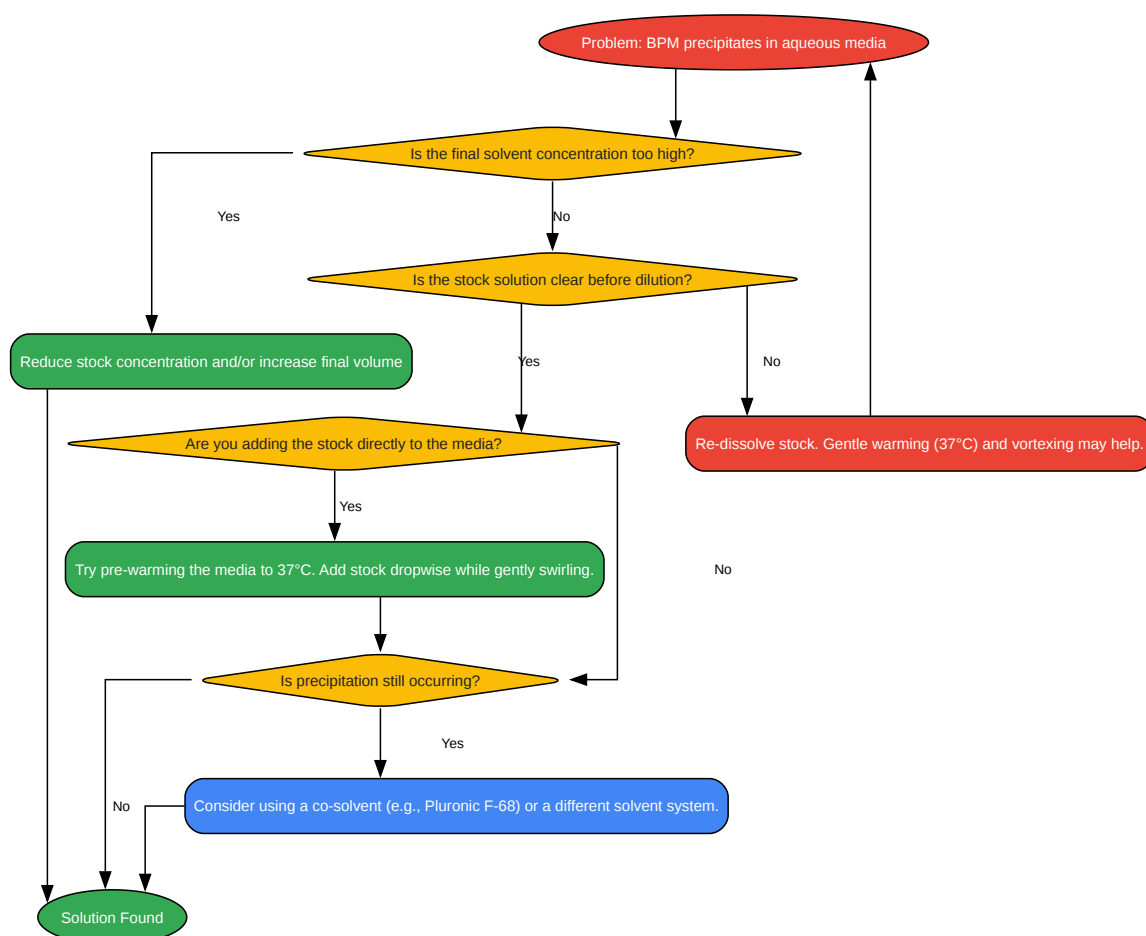 Problem: BPM precipitates in aqueous media
Is the final solvent concentration too high?
Yes
No
Is the stock solution clear before dilution?
Reduce stock concentration and/or increase final volume
Yes
No
Are you adding the stock directly to the media?
Re-dissolve stock. Gentle warming (37°C) and vortexing may help.
Yes
Try pre-warming the media to 37°C. Add stock dropwise while gently swirling.
No
Is precipitation still occurring?
Yes
Consider using a co-solvent (e.g., Pluronic F-68) or a different solvent system.
No
Solution Found